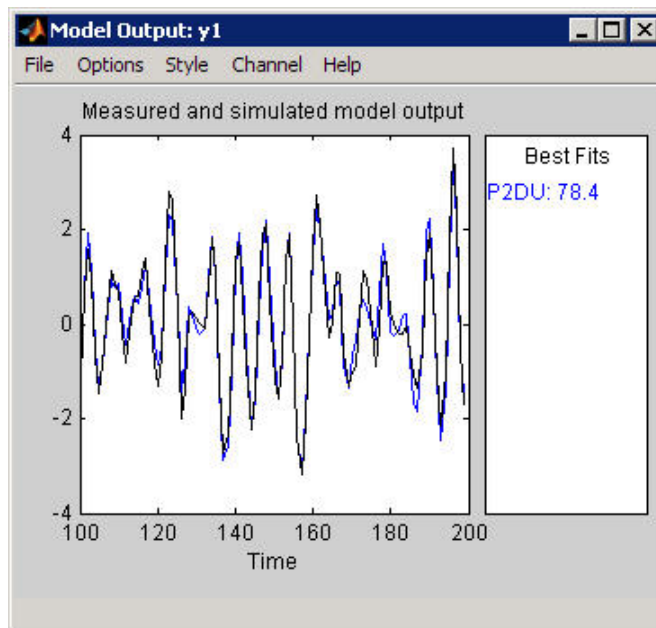 Model Output: y1
File Options Style Channel Help
Measured and simulated model output
4
2
0
-2
-4
100 120 140 160 180 200
Time
Best Fits
P2DU: 78.4